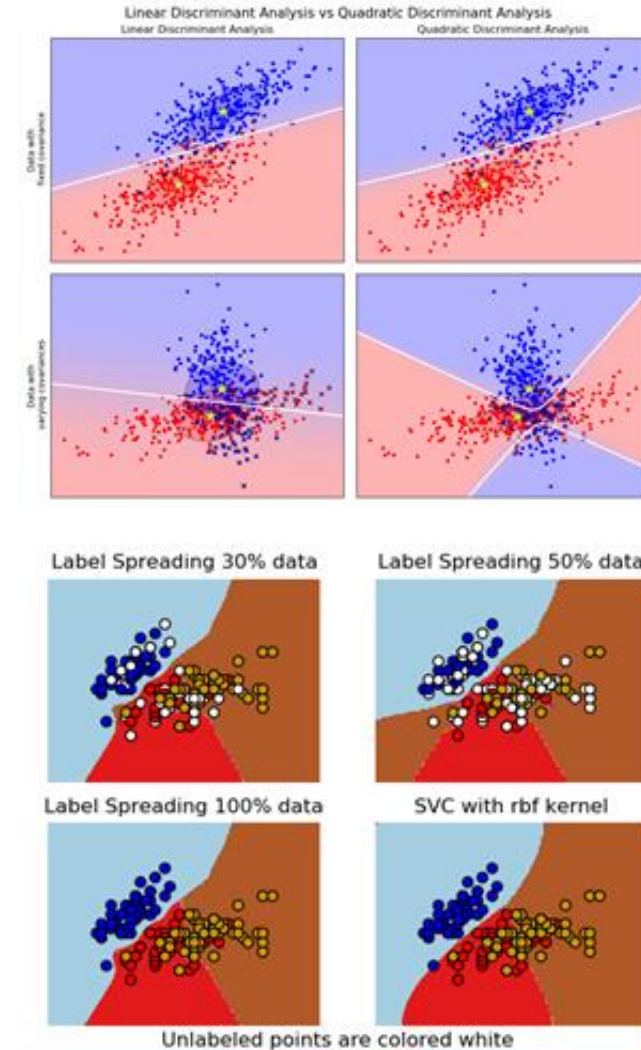 Linear Discriminant Analysis vs Quadratic Discriminant Analysis
Linear Discriminant Analysis
Quadratic Discriminant Analysis
Data with
fixed covariance
Data with
varying covariances
Label Spreading 30% data
Label Spreading 50% data
Label Spreading 100% data
SVC with rbf kernel
Unlabeled points are colored white